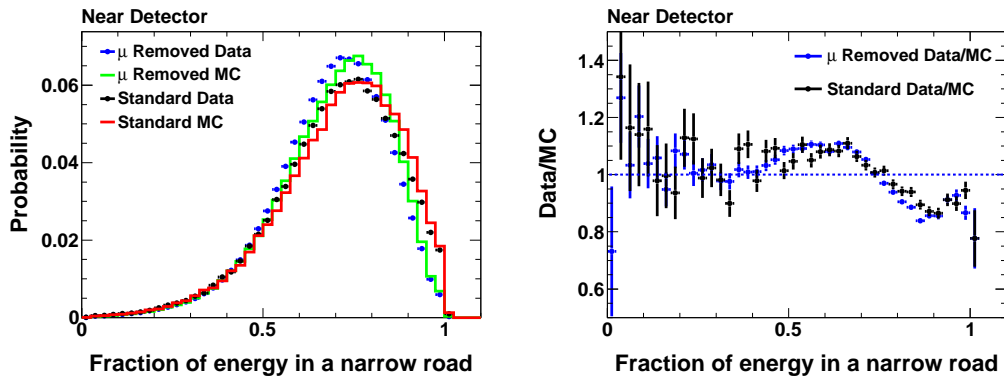 Near Detector
μ Removed Data
μ Removed MC
Standard Data
Standard MC
Probability
0.06
0.04
0.02
0
0
0.5
1
Fraction of energy in a narrow road
Near Detector
μ Removed Data/MC
Standard Data/MC
Data/MC
1.4
1.2
1
0.8
0.6
0
0.5
1
Fraction of energy in a narrow road